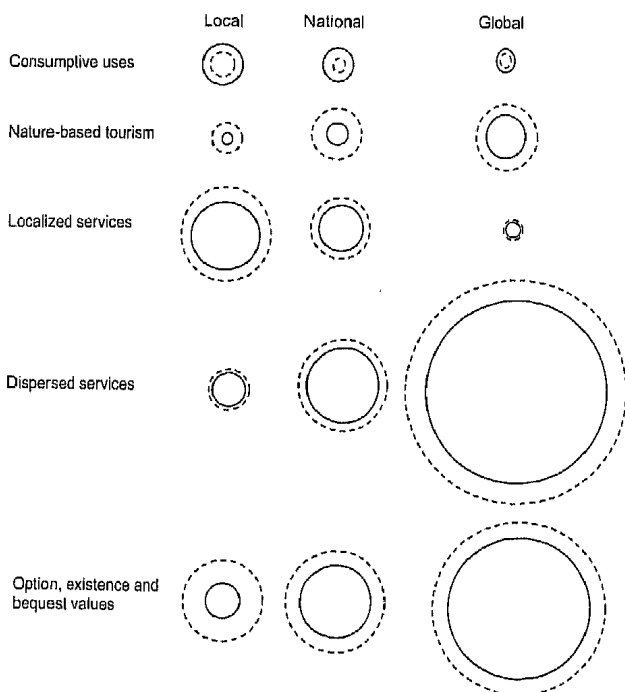 Local National Global
Consumptive uses
Nature-based tourism
Localized services
Dispersed services
Option, existence and
bequest values